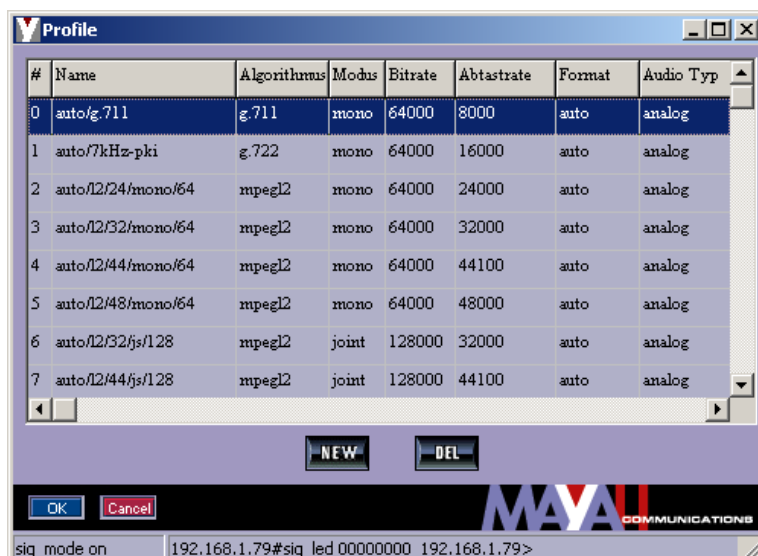 Profile
# Name Algorithmus Modus Bitrate Abtastrate Format Audio Typ
0 auto/g.711 g.711 mono 64000 8000 auto analog
1 auto/7kHz-pki g.722 mono 64000 16000 auto analog
2 auto/l2/24/mono/64 mpegl2 mono 64000 24000 auto analog
3 auto/l2/32/mono/64 mpegl2 mono 64000 32000 auto analog
4 auto/l2/44/mono/64 mpegl2 mono 64000 44100 auto analog
5 auto/l2/48/mono/64 mpegl2 mono 64000 48000 auto analog
6 auto/l2/32/js/128 mpegl2 joint 128000 32000 auto analog
7 auto/l2/44/js/128 mpegl2 joint 128000 44100 auto analog
NEW DEL
OK Cancel MAYAH COMMUNICATIONS
sig_mode on 192.168.1.79#sig_led 00000000 192.168.1.79>